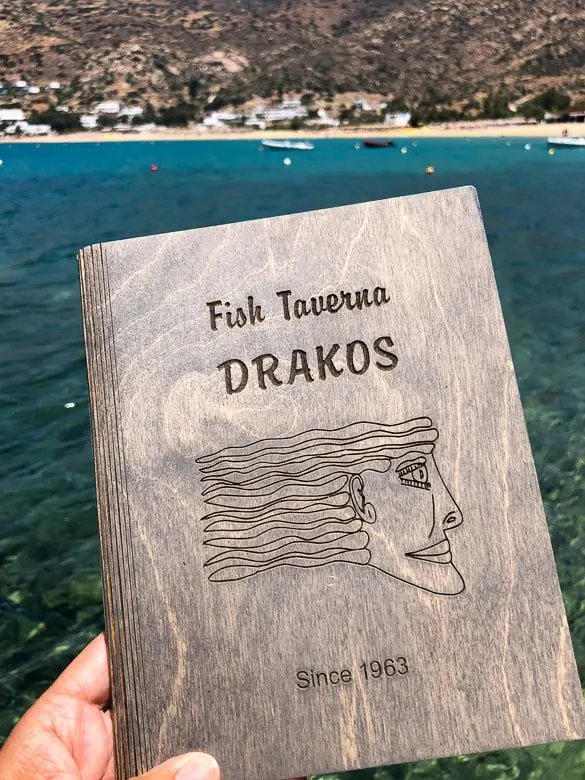 Fish Taverna
DRAKOS
Since 1963